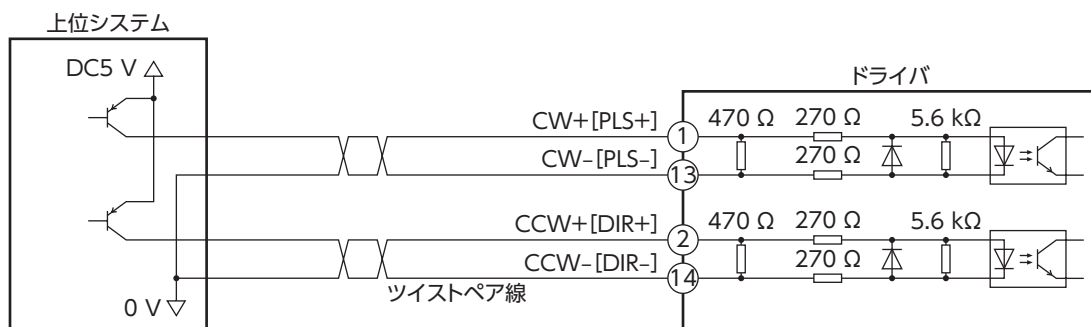 上位システム
DC5 V
ドライバ
CW+[PLS+]
1
470 Ω
270 Ω
5.6 kΩ
CW–[PLS–]
13
270 Ω
CCW+[DIR+]
2
470 Ω
270 Ω
5.6 kΩ
CCW–[DIR–]
14
270 Ω
ツイストペア線
0 V